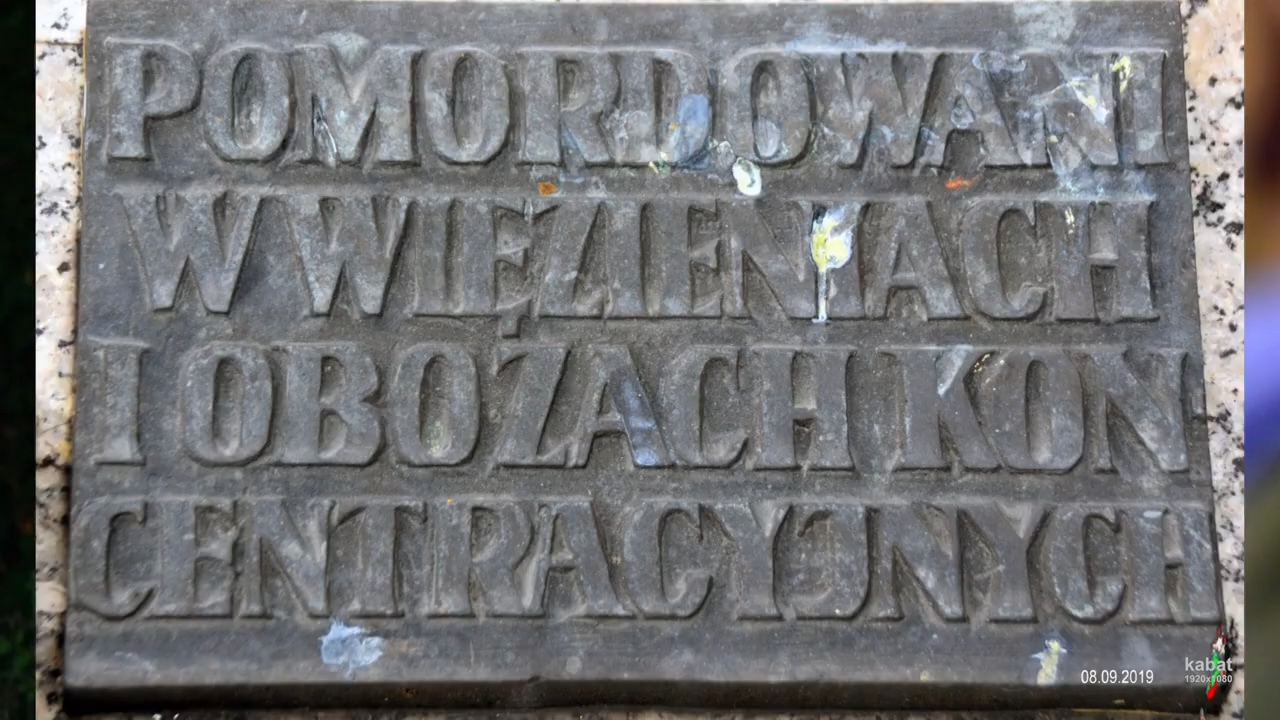 POMORDOWANI
W WIĘZIENIACH
I OBOZACH KON
CENTRACYJNYCH
08.09.2019
kabat
1920x1080